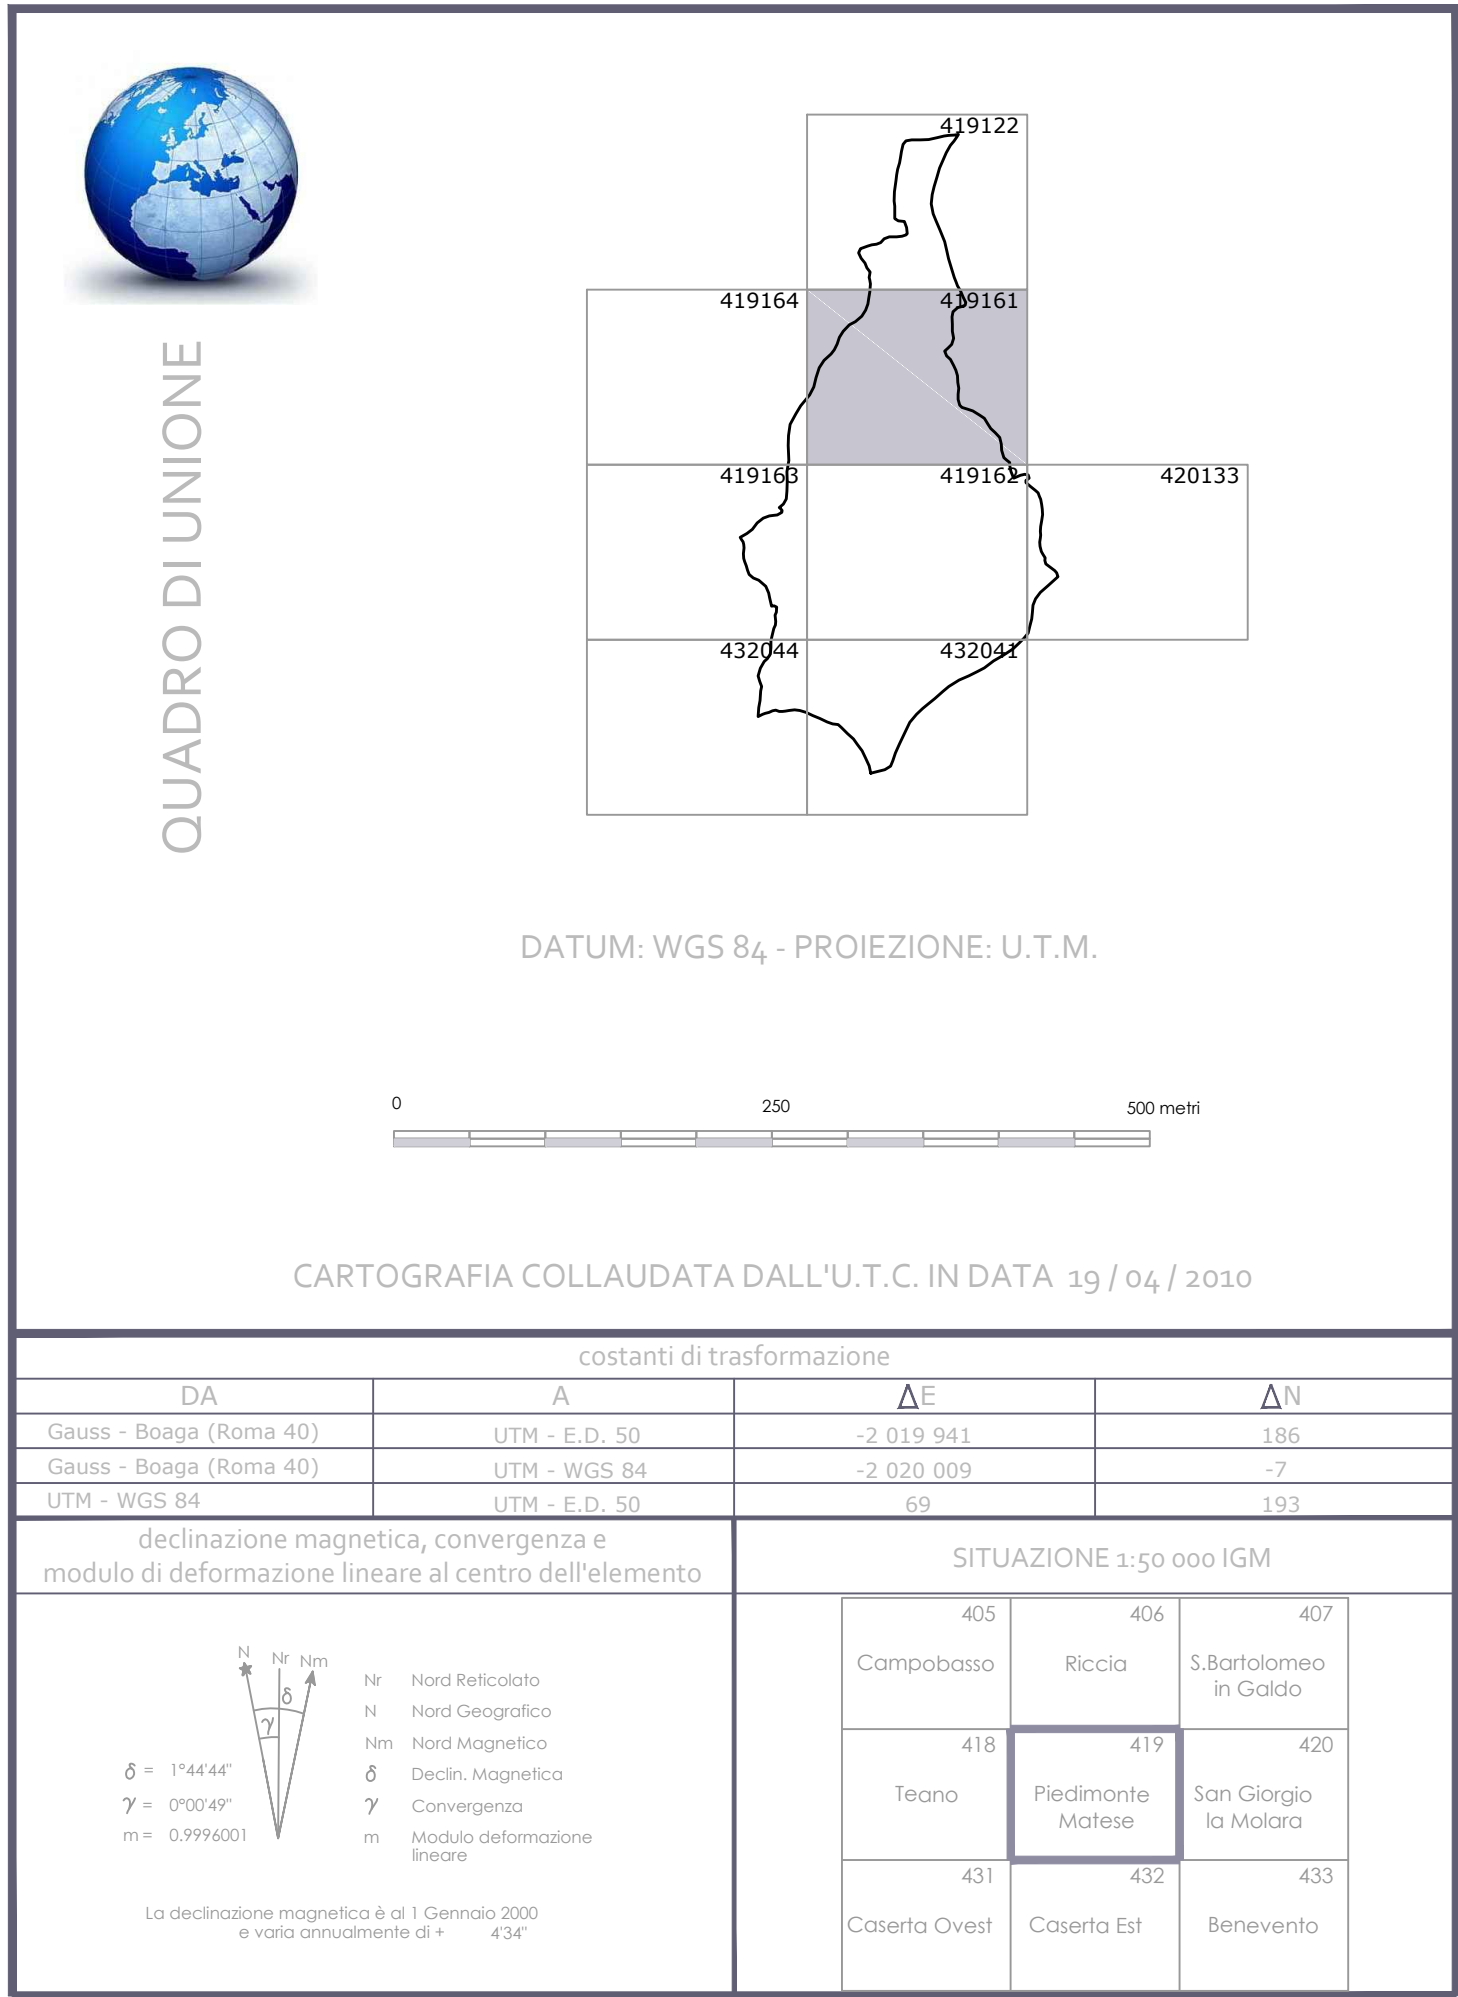 QUADRO DI UNIONE
419122
419164
419161
419163
419162
420133
432044
432041
DATUM: WGS 84 - PROIEZIONE: U.T.M.
0
250
500 metri
CARTOGRAFIA COLLAUDATA DALL'U.T.C. IN DATA 19 / 04 / 2010
costanti di trasformazione
DA A ΔE ΔN
Gauss - Boaga (Roma 40) UTM - E.D. 50 -2 019 941 186
Gauss - Boaga (Roma 40) UTM - WGS 84 -2 020 009 -7
UTM - WGS 84 UTM - E.D. 50 69 193
declinazione magnetica, convergenza e
modulo di deformazione lineare al centro dell'elemento
N Nr Nm
δ
γ
δ = 1°44'44"
γ = 0°00'49"
m = 0.9996001
Nr Nord Reticolato
N Nord Geografico
Nm Nord Magnetico
δ Declin. Magnetica
γ Convergenza
m Modulo deformazione
lineare
La declinazione magnetica è al 1 Gennaio 2000
e varia annualmente di + 4'34"
SITUAZIONE 1:50 000 IGM
405
Campobasso
406
Riccia
407
S.Bartolomeo
in Galdo
418
Teano
419
Piedimonte
Matese
420
San Giorgio
la Molara
431
Caserta Ovest
432
Caserta Est
433
Benevento